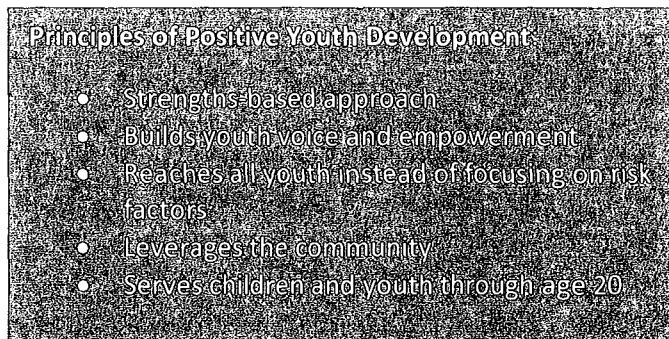 Principles of Positive Youth Development:
● Strengths-based approach
● Builds youth voice and empowerment
● Reaches all youth instead of focusing on risk
factors
● Leverages the community
● Serves children and youth through age 20